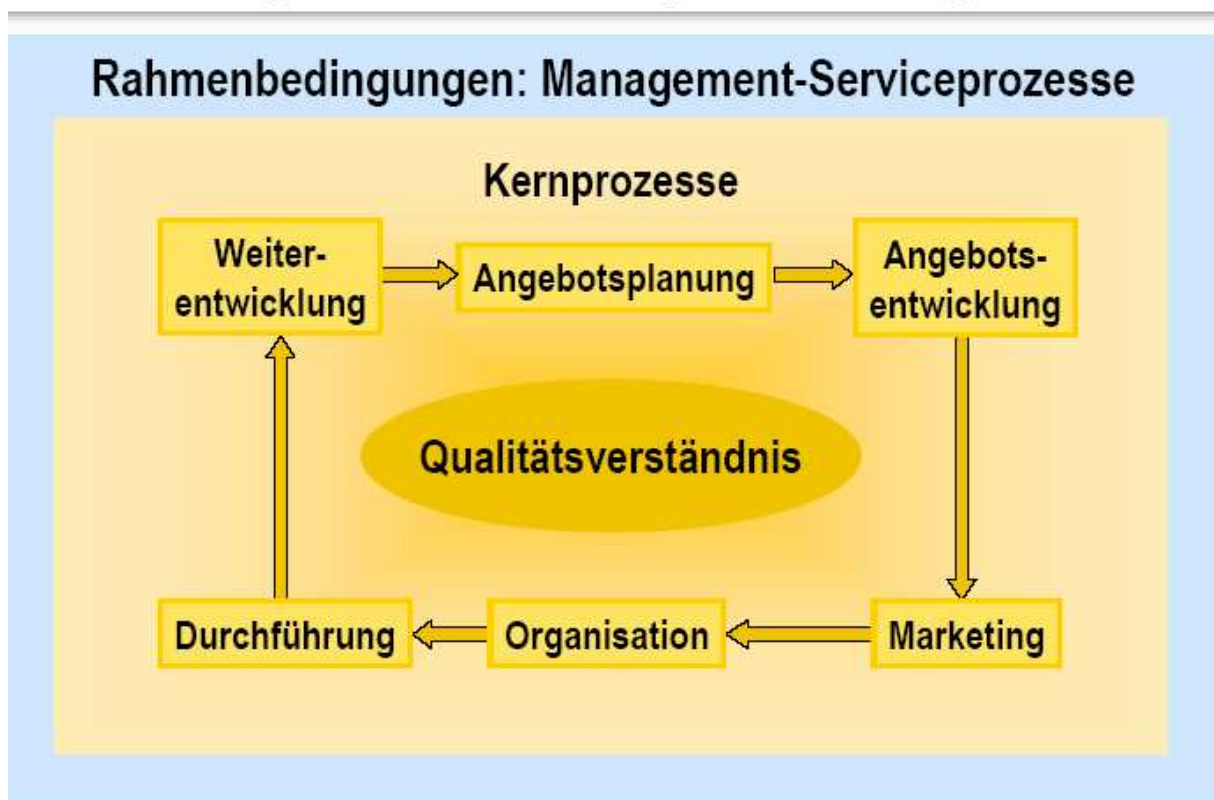 Rahmenbedingungen: Management-Serviceprozesse
Kernprozesse
Weiter-
entwicklung
Angebotsplanung
Angebots-
entwicklung
Qualitätsverständnis
Durchführung
Organisation
Marketing